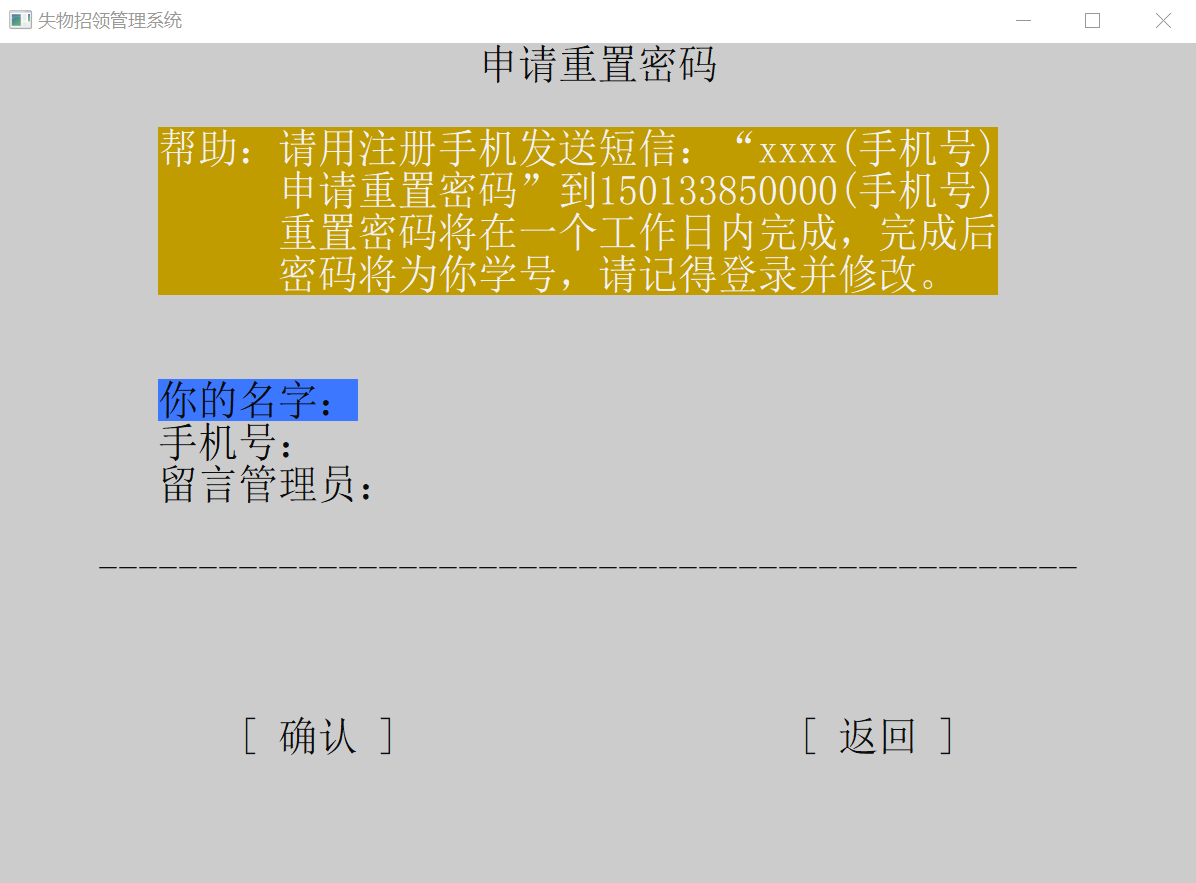 失物招领管理系统
申请重置密码
帮助：请用注册手机发送短信：“xxxx(手机号)
申请重置密码”到150133850000(手机号)
重置密码将在一个工作日内完成，完成后
密码将为你学号，请记得登录并修改。
你的名字：
手机号：
留言管理员：
[ 确认 ] [ 返回 ]